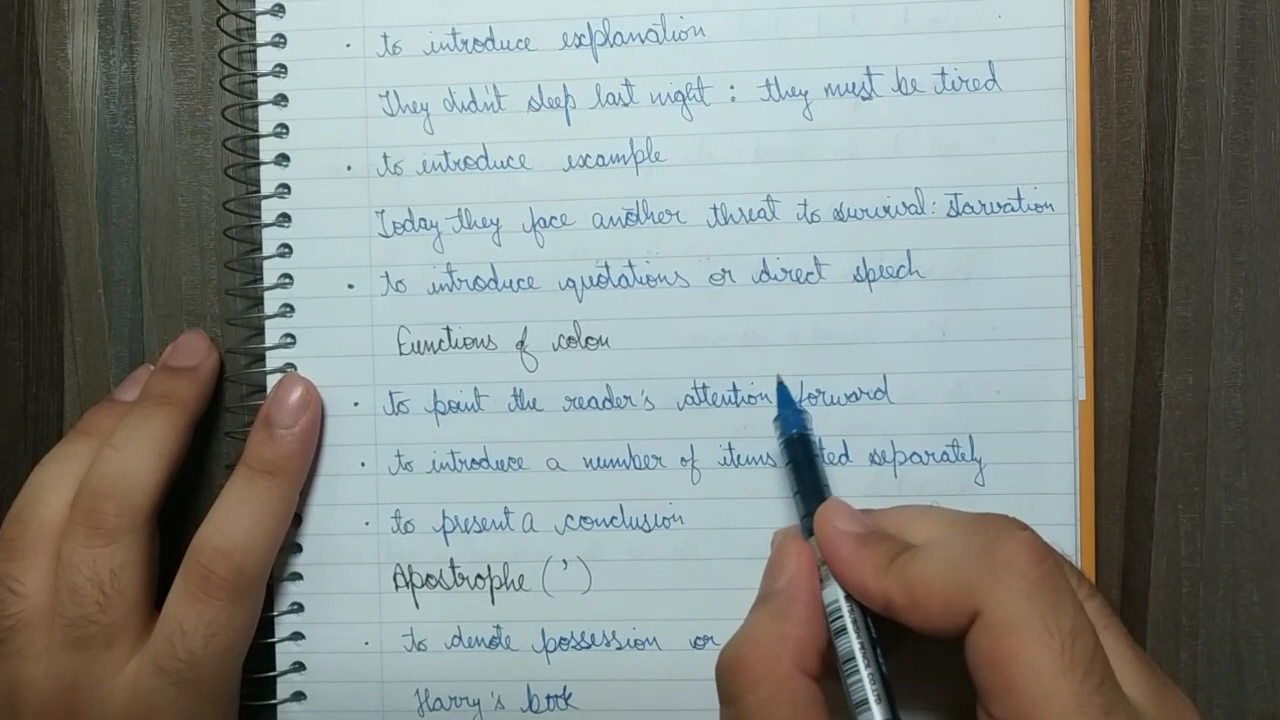 · to introduce explanation
They didn't sleep last night : they must be tired
· to introduce example
Today they face another threat to survival: Starvation
· to introduce quotations or direct speech
Functions of colon
· to point the reader's attention forward
· to introduce a number of items separately
· to present a conclusion
Apostrophe (')
· to denote possession or
Harry's book